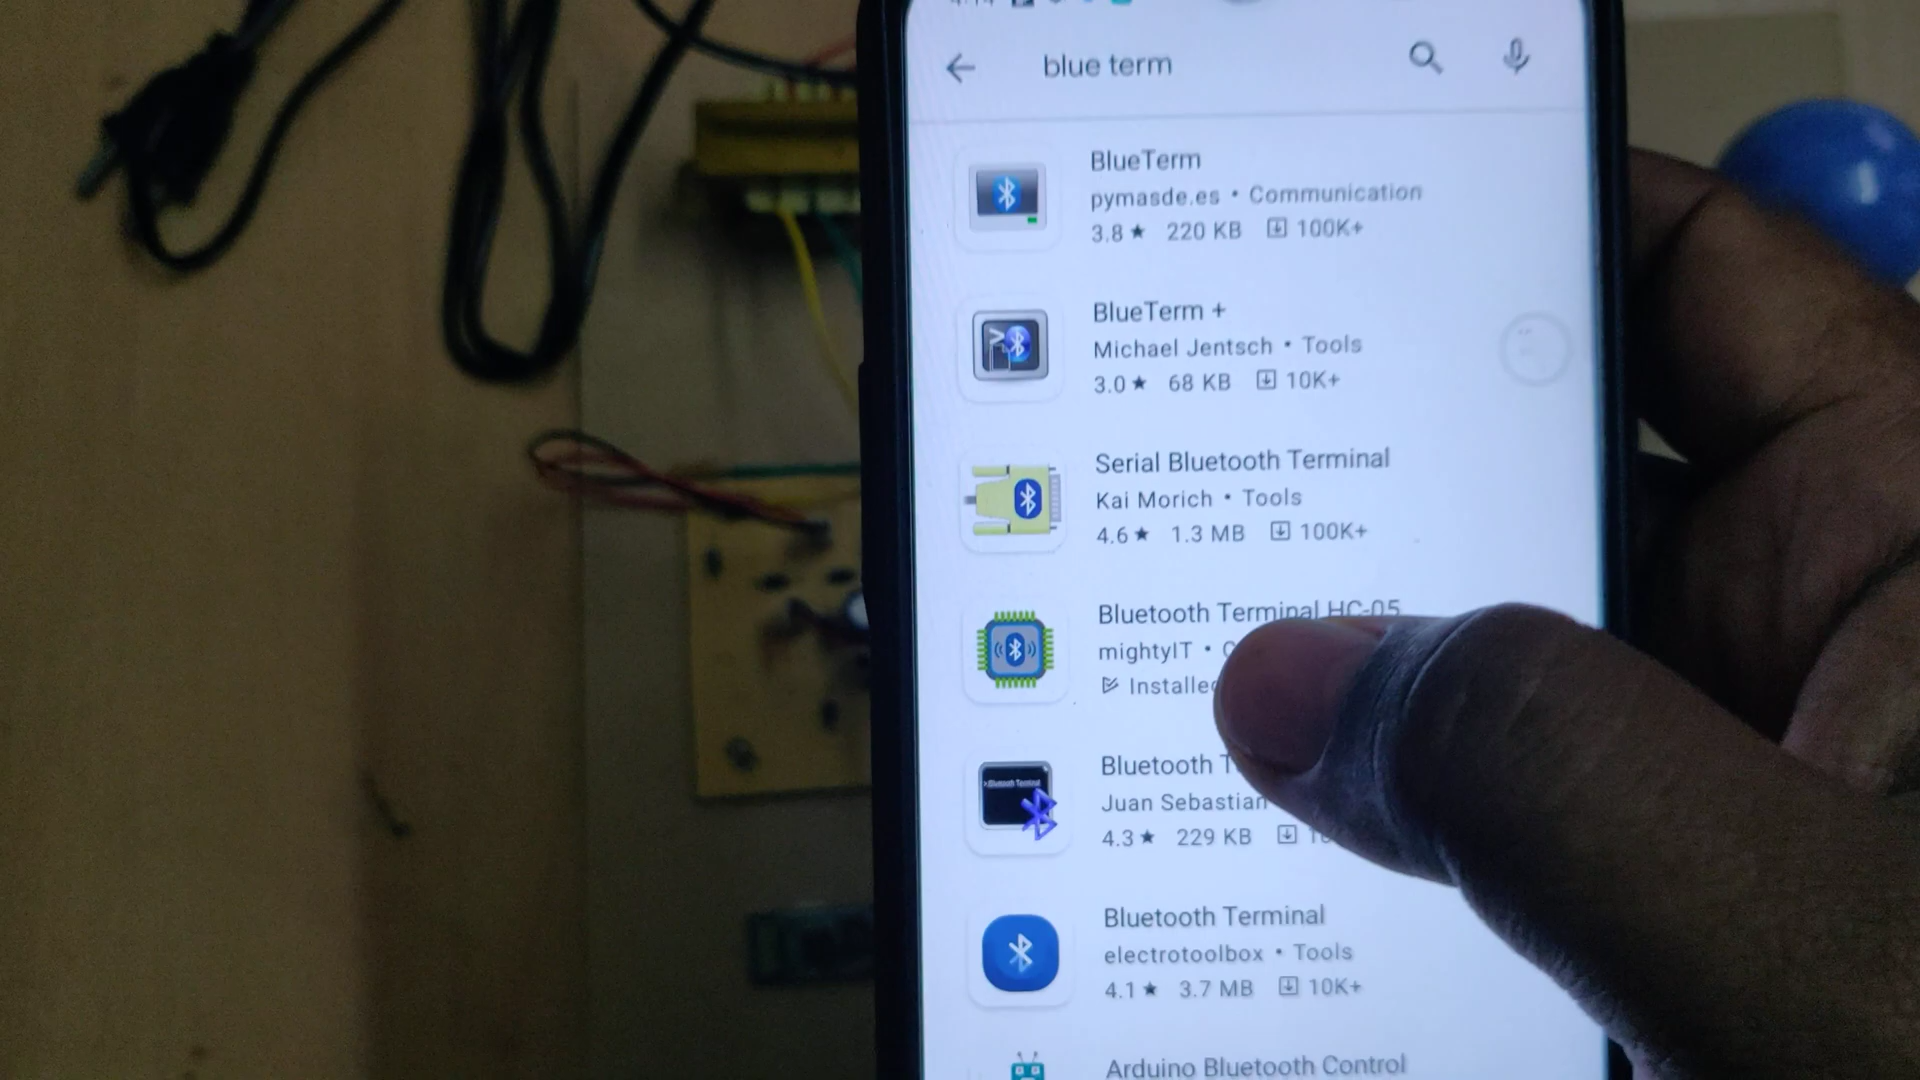 blue term
BlueTerm
pymasde.es • Communication
3.8 ★ 220 KB 100K+
BlueTerm +
Michael Jentsch • Tools
3.0 ★ 68 KB 10K+
Serial Bluetooth Terminal
Kai Morich • Tools
4.6 ★ 1.3 MB 100K+
Bluetooth Terminal HC-05
mightyIT •
Installed
Bluetooth
Juan Sebastian
4.3 ★ 229 KB
Bluetooth Terminal
electrotoolbox • Tools
4.1 ★ 3.7 MB 10K+
Arduino Bluetooth Control